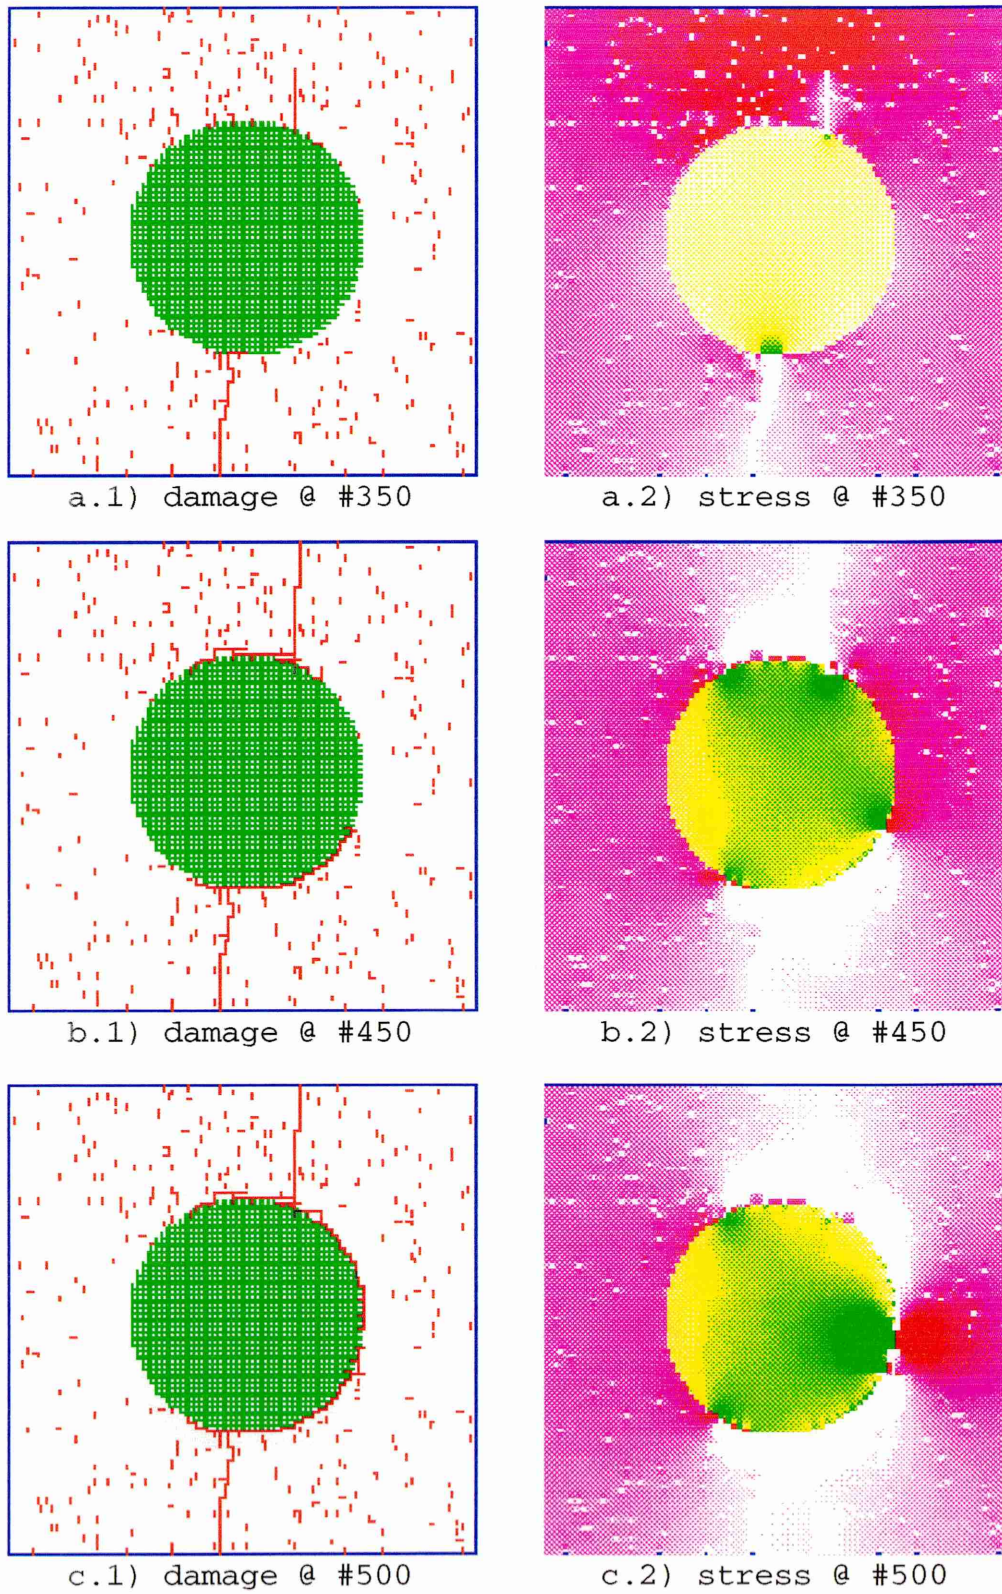 a.1) damage @ #350
a.2) stress @ #350
b.1) damage @ #450
b.2) stress @ #450
c.1) damage @ #500
c.2) stress @ #500